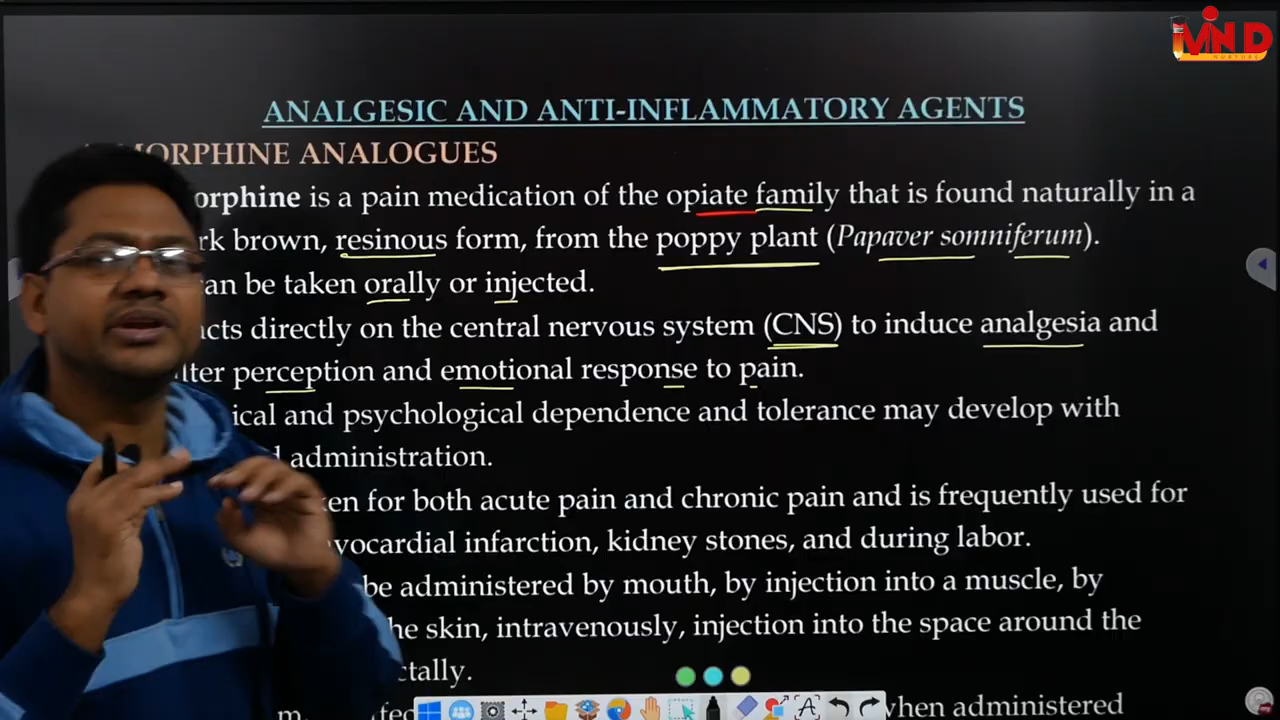 MIND
NURTURE
ANALGESIC AND ANTI-INFLAMMATORY AGENTS
MORPHINE ANALOGUES
orphine is a pain medication of the opiate family that is found naturally in a
rk brown, resinous form, from the poppy plant (Papaver somniferum).
an be taken orally or injected.
acts directly on the central nervous system (CNS) to induce analgesia and
lter perception and emotional response to pain.
ical and psychological dependence and tolerance may develop with
administration.
ken for both acute pain and chronic pain and is frequently used for
yocardial infarction, kidney stones, and during labor.
be administered by mouth, by injection into a muscle, by
he skin, intravenously, injection into the space around the
ctally.
when administered